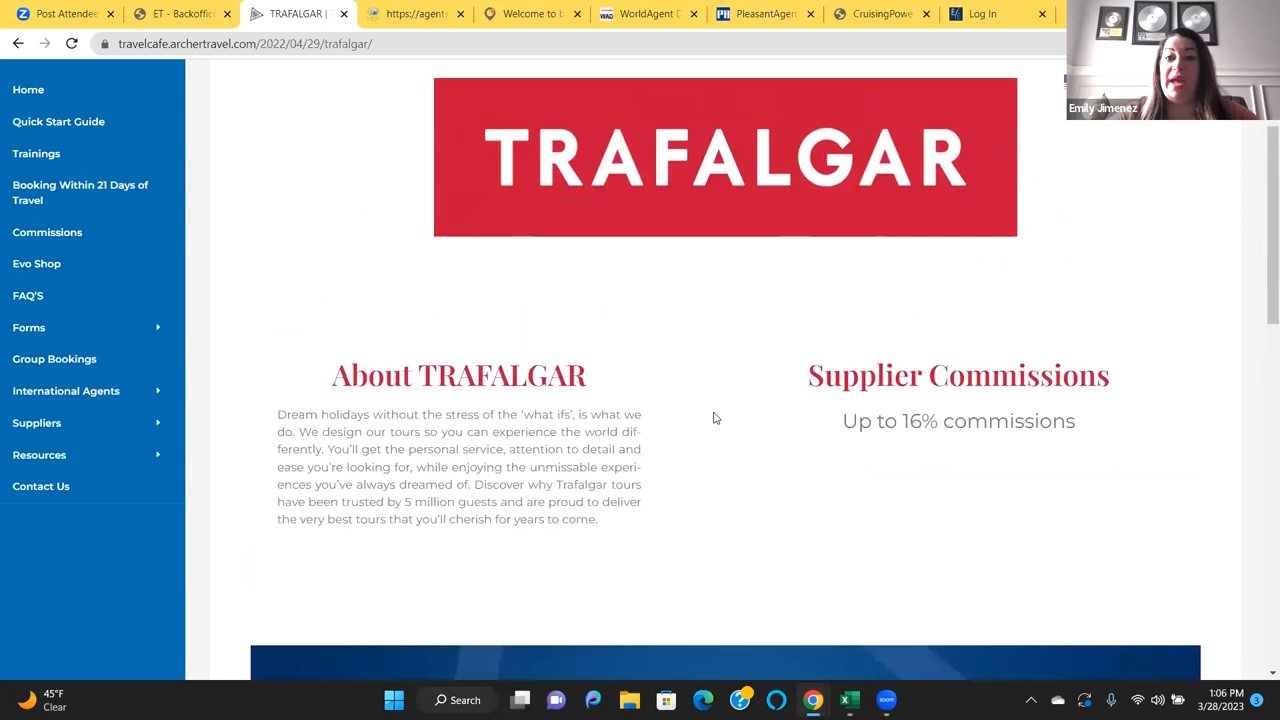 Post Attendee
ET - Backoffice
TRAFALGAR | T
https://agents
Welcome to b
WorldAgent D
PleasantAgen
CruisingPowe
Log In
travelcafe.archertravel.com/2022/04/29/trafalgar/
Emily Jimenez
Home
Quick Start Guide
Trainings
Booking Within 21 Days of
Travel
Commissions
Evo Shop
FAQ'S
Forms
Group Bookings
International Agents
Suppliers
Resources
Contact Us
TRAFALGAR
About TRAFALGAR
Dream holidays without the stress of the ‘what ifs’, is what we
do. We design our tours so you can experience the world dif-
ferently. You’ll get the personal service, attention to detail and
ease you’re looking for, while enjoying the unmissable experi-
ences you’ve always dreamed of. Discover why Trafalgar tours
have been trusted by 5 million guests and are proud to deliver
the very best tours that you’ll cherish for years to come.
Supplier Commissions
Up to 16% commissions
45°F
Clear
Search
1:06 PM
3/28/2023
3